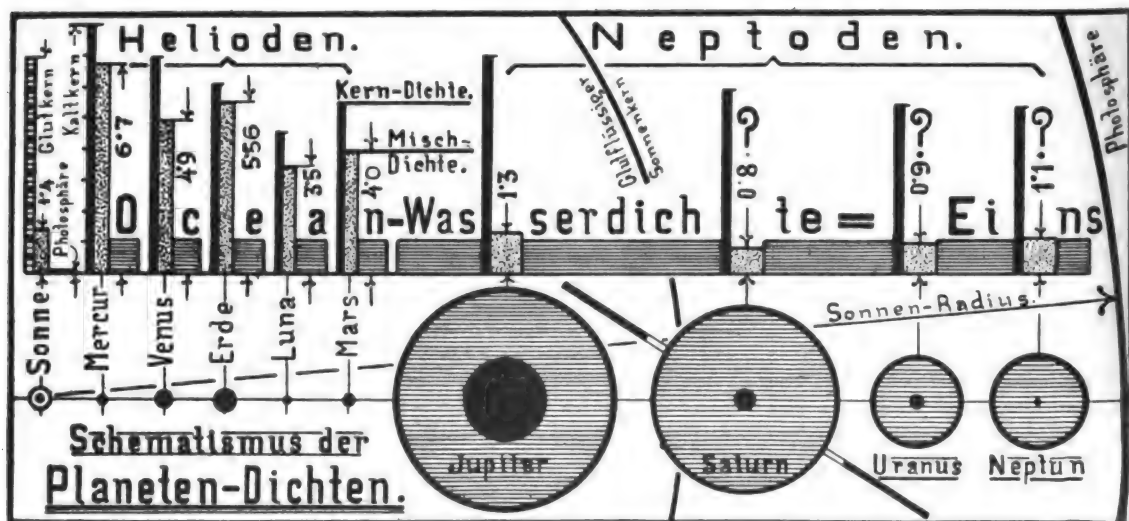 Helioden.
Neptoden.
Photosphäre
Glutkern
Kaltkern
Photosphäre
1·4
6·7
4·9
5·56
3·5
4·0
Kern-Dichte.
Misch-
Dichte.
1·3
Glutflüssiger
Sonnenkern
0·8·?
0·9·?
1·1·?
Ocean-Wasserdichte = Eins
Sonne
Mercur
Venus
Erde
Luna
Mars
Sonnen-Radius.
Jupiter
Saturn
Uranus
Neptun
Schematismus der
Planeten-Dichten.